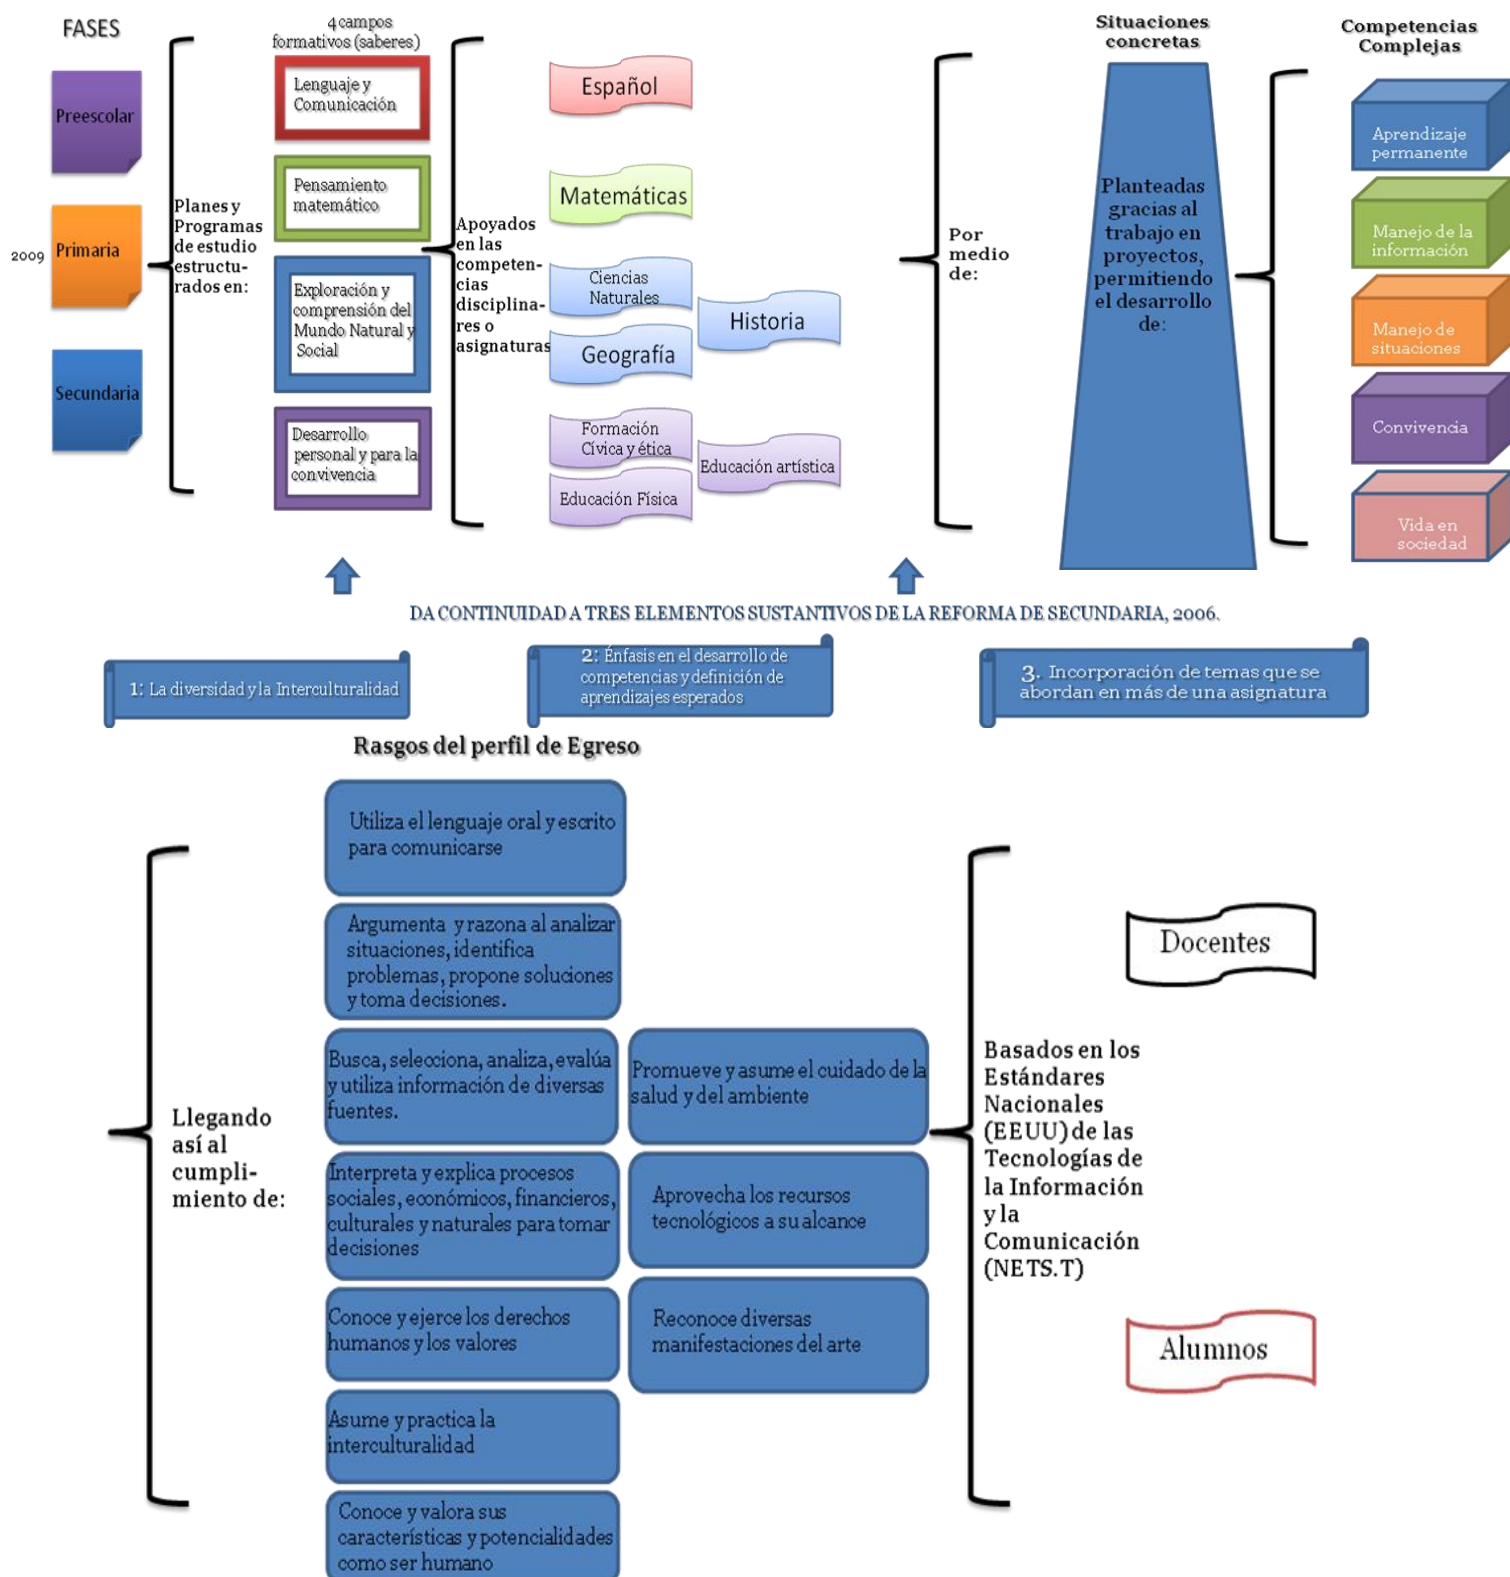 FASES
Preescolar
2009
Primaria
Secundaria
Planes y
Programas
de estudio
estructu-
rados en:
4 campos
formativos (saberes)
Lenguaje y
Comunicación
Pensamiento
matemático
Exploración y
comprensión del
Mundo Natural y
Social
Desarrollo
personal y para la
convivencia
Apoyados
en las
competen-
cias
disciplina-
res o
asignaturas
Español
Matemáticas
Ciencias
Naturales
Historia
Geografía
Formación
Cívica y ética
Educación artística
Educación Física
Por
medio
de:
Situaciones
concretas
Planteadas
gracias al
trabajo en
proyectos,
permitiendo
el desarrollo
de:
Competencias
Complejas
Aprendizaje
permanente
Manejo de la
información
Manejo de
situaciones
Convivencia
Vida en
sociedad
DA CONTINUIDAD A TRES ELEMENTOS SUSTANTIVOS DE LA REFORMA DE SECUNDARIA, 2006.
1: La diversidad y la Interculturalidad
2: Énfasis en el desarrollo de
competencias y definición de
aprendizajes esperados
3. Incorporación de temas que se
abordan en más de una asignatura
Rasgos del perfil de Egreso
Llegando
así al
cumpli-
miento de:
Utiliza el lenguaje oral y escrito
para comunicarse
Argumenta y razona al analizar
situaciones, identifica
problemas, propone soluciones
y toma decisiones.
Busca, selecciona, analiza, evalúa
y utiliza información de diversas
fuentes.
Interpreta y explica procesos
sociales, económicos, financieros,
culturales y naturales para tomar
decisiones
Conoce y ejerce los derechos
humanos y los valores
Asume y practica la
interculturalidad
Conoce y valora sus
características y potencialidades
como ser humano
Promueve y asume el cuidado de la
salud y del ambiente
Aprovecha los recursos
tecnológicos a su alcance
Reconoce diversas
manifestaciones del arte
Basados en los
Estándares
Nacionales
(EEUU) de las
Tecnologías de
la Información
y la
Comunicación
(NETS.T)
Docentes
Alumnos